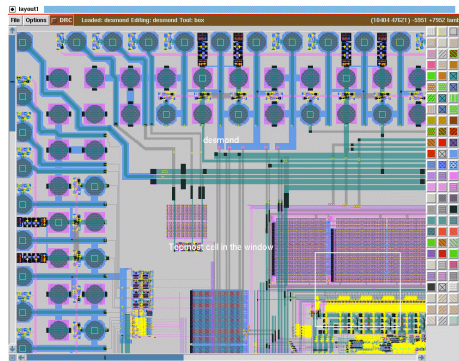 layout1
File Options DRC Loaded: desmond Editing: desmond Tool: box
desmond
Topmost cell in the window